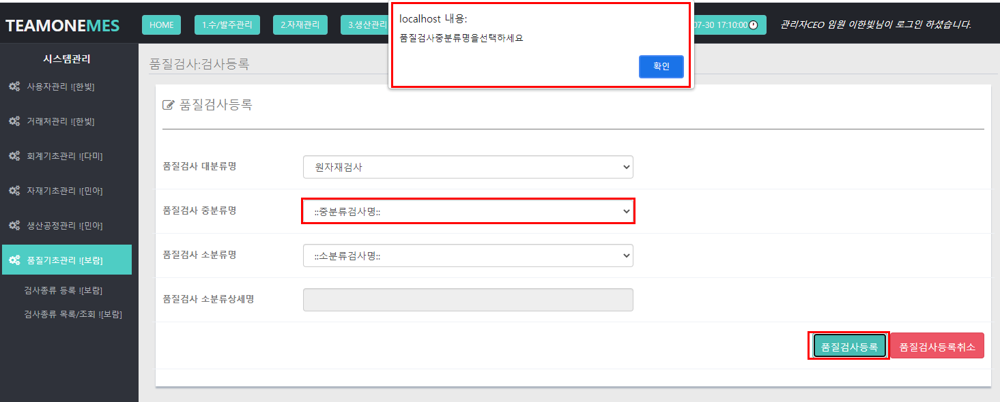 TEAMONEMES
HOME
1.수/발주관리
2.자재관리
3.생산관리
07-30 17:10:00
관리자CEO 임원 이한빛님이 로그인 하셨습니다.
localhost 내용:
품질검사중분류명을선택하세요
확인
시스템관리
사용자관리 ![한빛]
거래처관리 ![한빛]
회계기초관리 ![다미]
자재기초관리 ![민아]
생산공정관리 ![민아]
품질기초관리 ![보람]
검사종류 등록 ![보람]
검사종류 목록/조회 ![보람]
품질검사:검사등록
품질검사등록
품질검사 대분류명
원자재검사
품질검사 중분류명
::중분류검사명::
품질검사 소분류명
::소분류검사명::
품질검사 소분류상세명
품질검사등록
품질검사등록취소